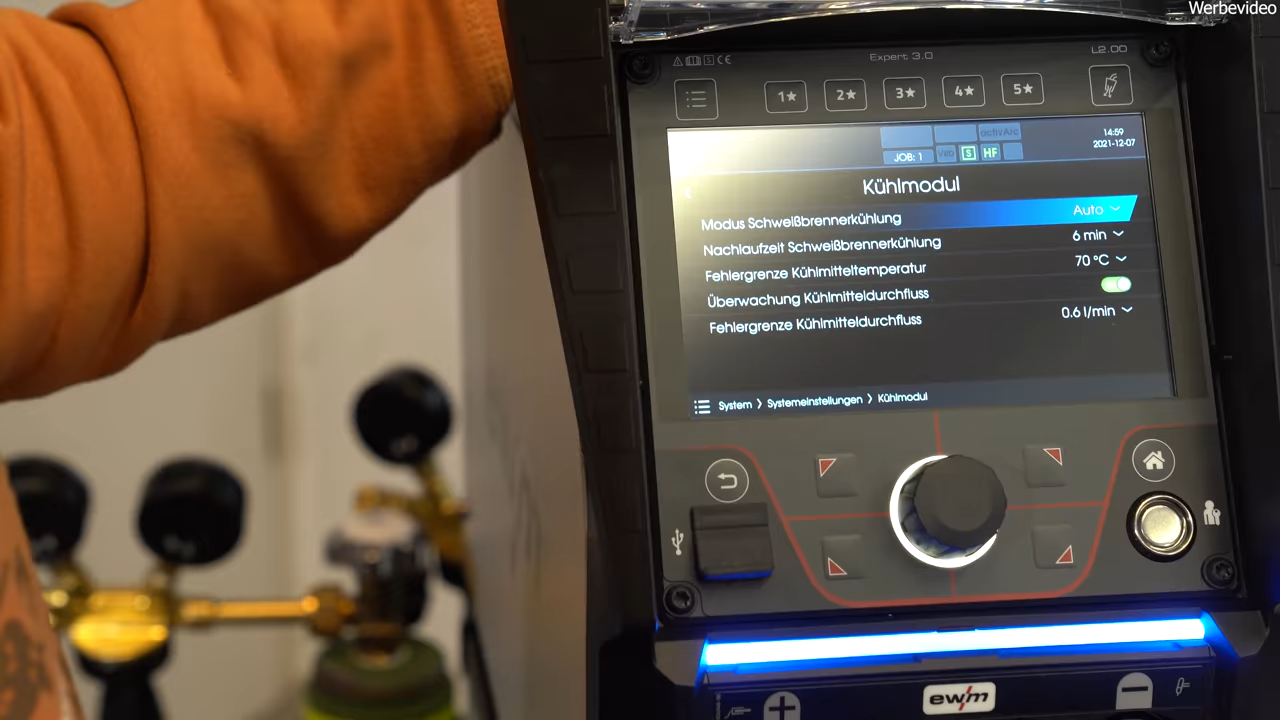 Werbevideo
L2.00
Expert 3.0
CE
1★ 2★ 3★ 4★ 5★
activArc
14:59
JOB: 1 VRD S HF
2021-12-07
Kühlmodul
Modus Schweißbrennerkühlung Auto
Nachlaufzeit Schweißbrennerkühlung 6 min
Fehlergrenze Kühlmitteltemperatur 70 °C
Überwachung Kühlmitteldurchfluss
Fehlergrenze Kühlmitteldurchfluss 0.6 l/min
System > Systemeinstellungen > Kühlmodul
ewm